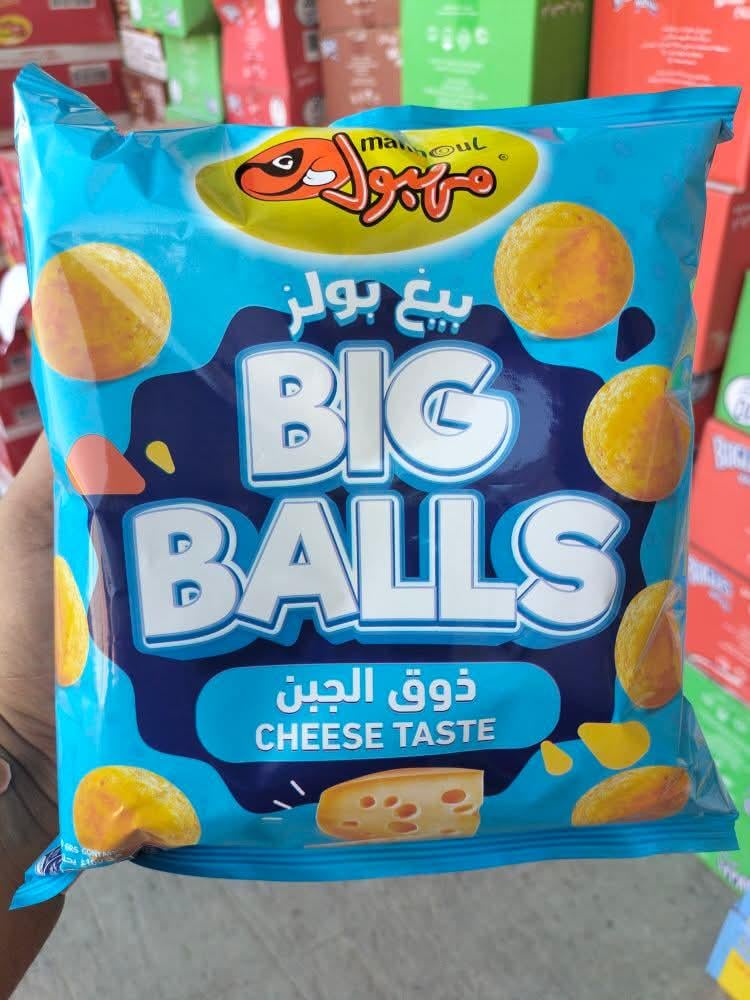 mahboul
مهبول
بيغ بولز
BIG
BALLS
ذوق الجبن
CHEESE TASTE